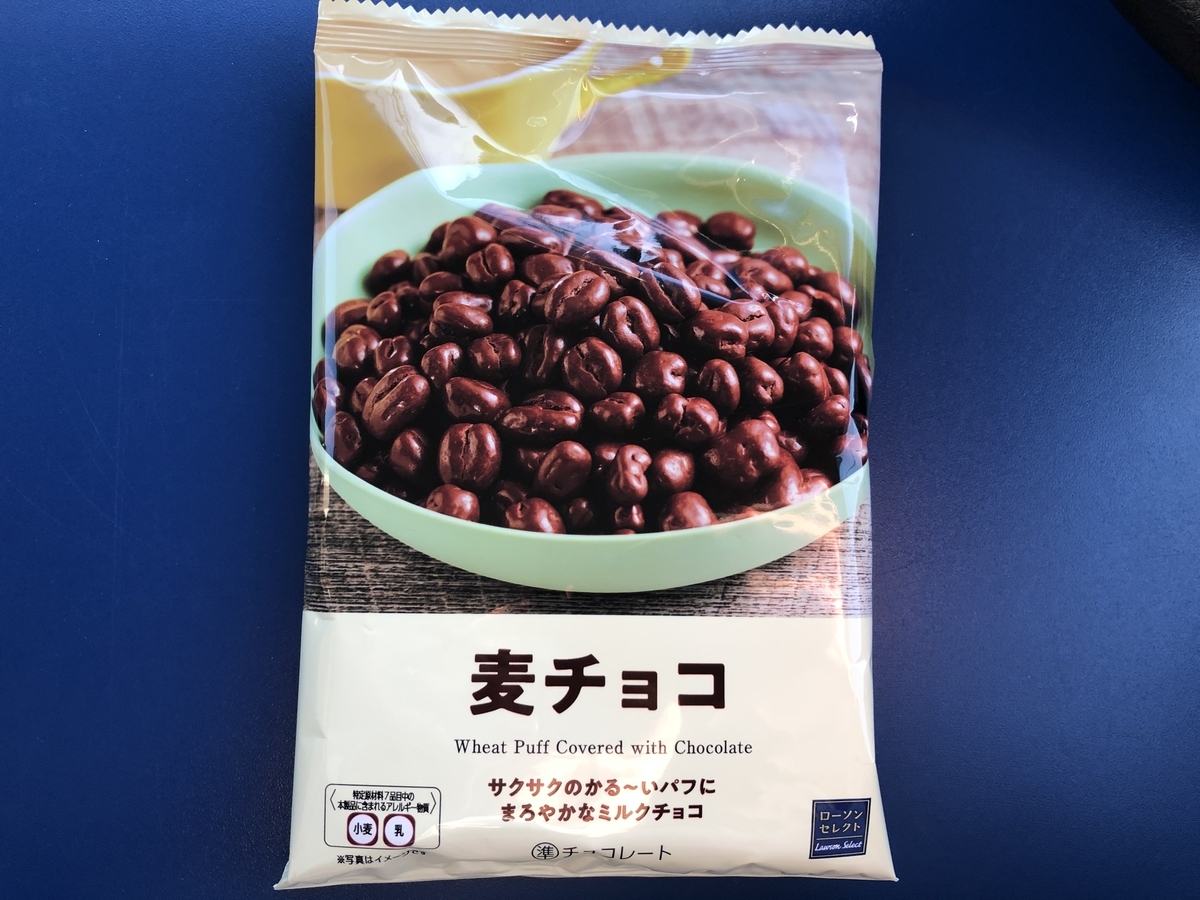 麦チョコ
Wheat Puff Covered with Chocolate
サクサクのかる〜いパフに
まろやかなミルクチョコ
特定原材料7品目中の
本製品に含まれるアレルギー物質
小麦 乳
※写真はイメージです
準チョコレート
ローソン
セレクト
Lawson Select